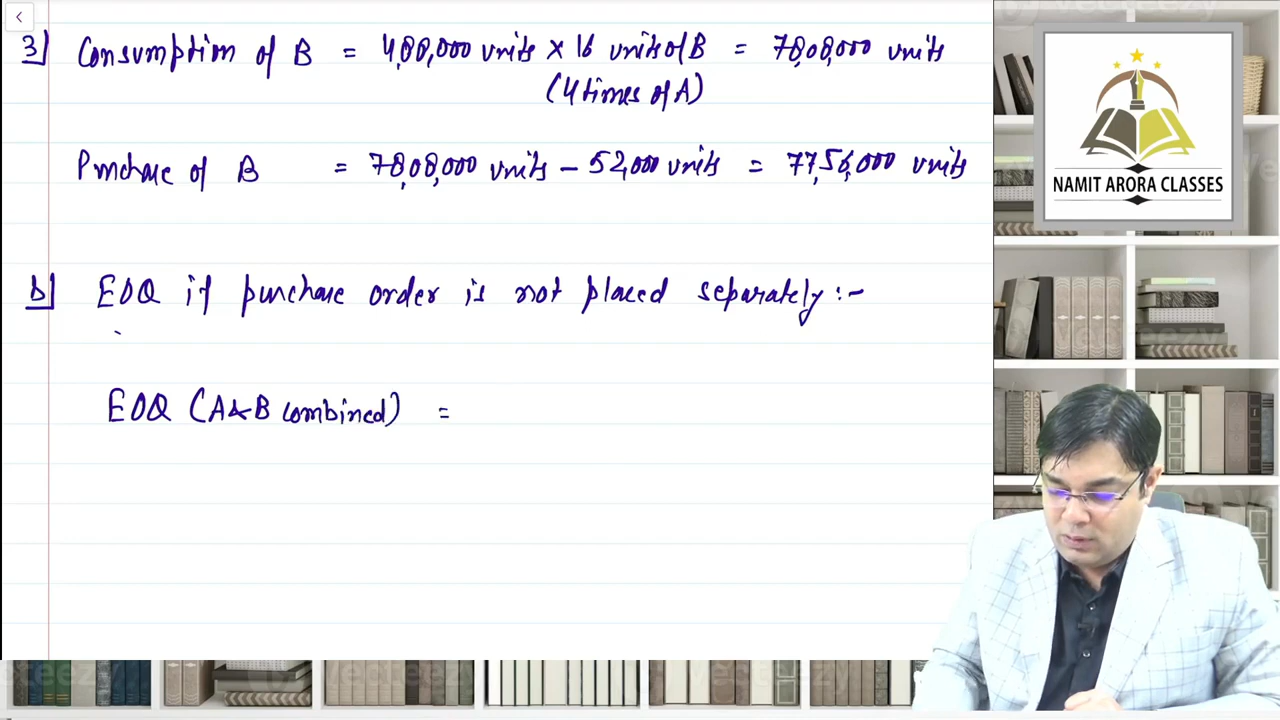 3] Consumption of B = 4,88,000 units × 16 units of B = 78,08,000 units
(4 times of A)
Purchase of B = 78,08,000 units – 52,000 units = 77,56,000 units
b] EOQ if purchase order is not placed separately :-
EOQ (A&B combined) =
NAMIT ARORA CLASSES